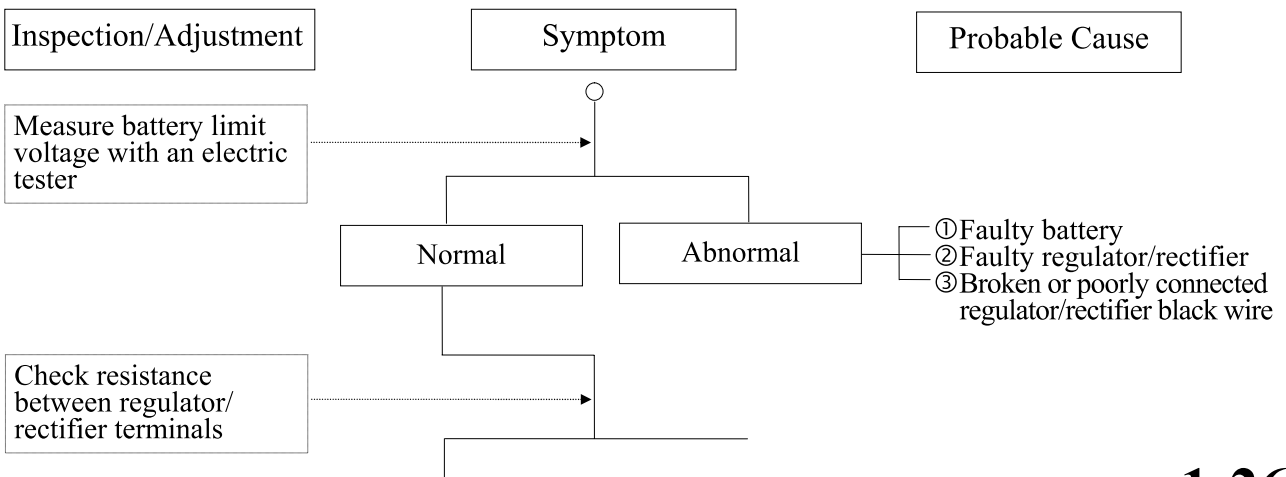 Inspection/Adjustment
Symptom
Probable Cause
Measure battery limit
voltage with an electric
tester
Normal
Abnormal
①Faulty battery
②Faulty regulator/rectifier
③Broken or poorly connected
regulator/rectifier black wire
Check resistance
between regulator/
rectifier terminals